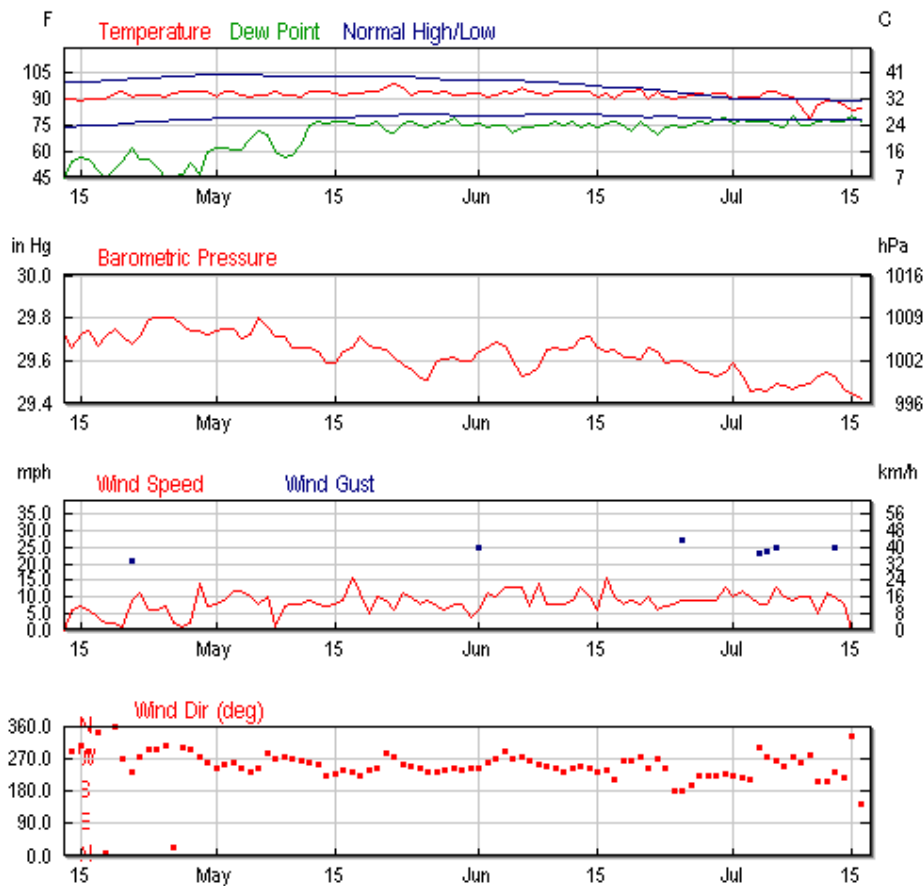 F Temperature Dew Point Normal High/Low C
105 41
90 32
75 24
60 16
45 7
15 May 15 Jun 15 Jul 15
in Hg Barometric Pressure hPa
30.0 1016
29.8 1009
29.6 1002
29.4 996
15 May 15 Jun 15 Jul 15
mph Wind Speed Wind Gust km/h
35.0 56
30.0 48
25.0 40
20.0 32
15.0 24
10.0 16
5.0 8
0.0 0
15 May 15 Jun 15 Jul 15
Wind Dir (deg)
360.0 N
270.0 W
180.0 S
90.0 E
0.0 N
15 May 15 Jun 15 Jul 15